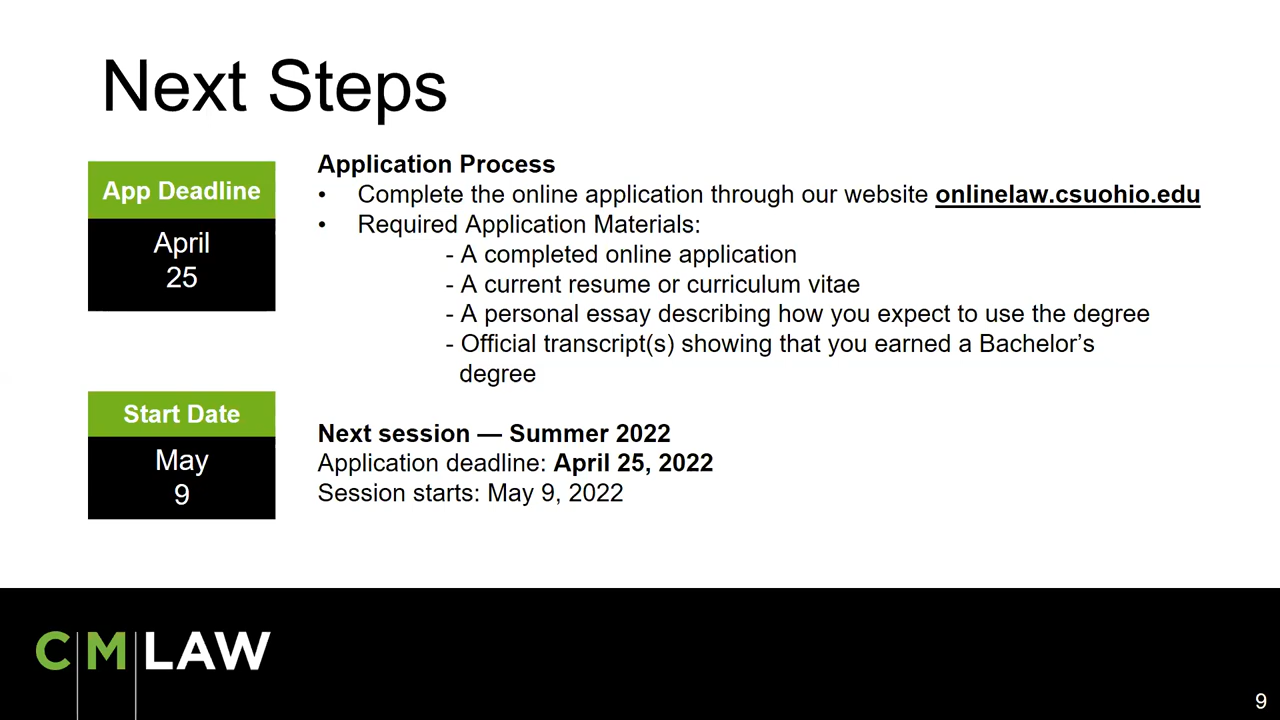 Next Steps
App Deadline
April
25
Application Process
• Complete the online application through our website onlinelaw.csuohio.edu
• Required Application Materials:
- A completed online application
- A current resume or curriculum vitae
- A personal essay describing how you expect to use the degree
- Official transcript(s) showing that you earned a Bachelor’s
degree
Start Date
May
9
Next session — Summer 2022
Application deadline: April 25, 2022
Session starts: May 9, 2022
CMLAW
9